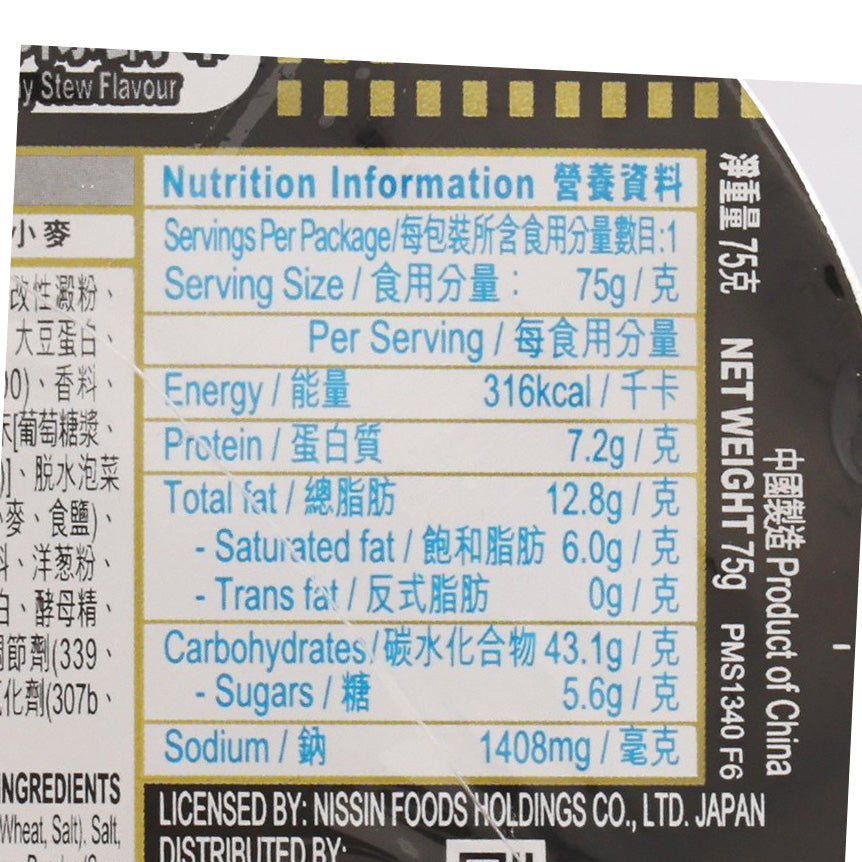 Stew Flavour
小麥
改性澱粉、
大豆蛋白、
、香料、
[葡萄糖漿、
、脫水泡菜
麥、食鹽)、
、洋葱粉、
、酵母精、
節劑(339、
化劑(307b、
INGREDIENTS
Wheat, Salt), Salt,
Nutrition Information 營養資料
Servings Per Package/每包裝所含食用分量數目:1
Serving Size / 食用分量: 75g / 克
Per Serving / 每食用分量
Energy / 能量 316kcal / 千卡
Protein / 蛋白質 7.2g / 克
Total fat / 總脂肪 12.8g / 克
- Saturated fat / 飽和脂肪 6.0g / 克
- Trans fat / 反式脂肪 0g / 克
Carbohydrates/碳水化合物 43.1g / 克
- Sugars / 糖 5.6g / 克
Sodium / 鈉 1408mg / 毫克
LICENSED BY: NISSIN FOODS HOLDINGS CO., LTD. JAPAN
DISTRIBUTED BY:
淨重量 75克 NET WEIGHT 75g PMS1340 F6
中國製造 Product of China